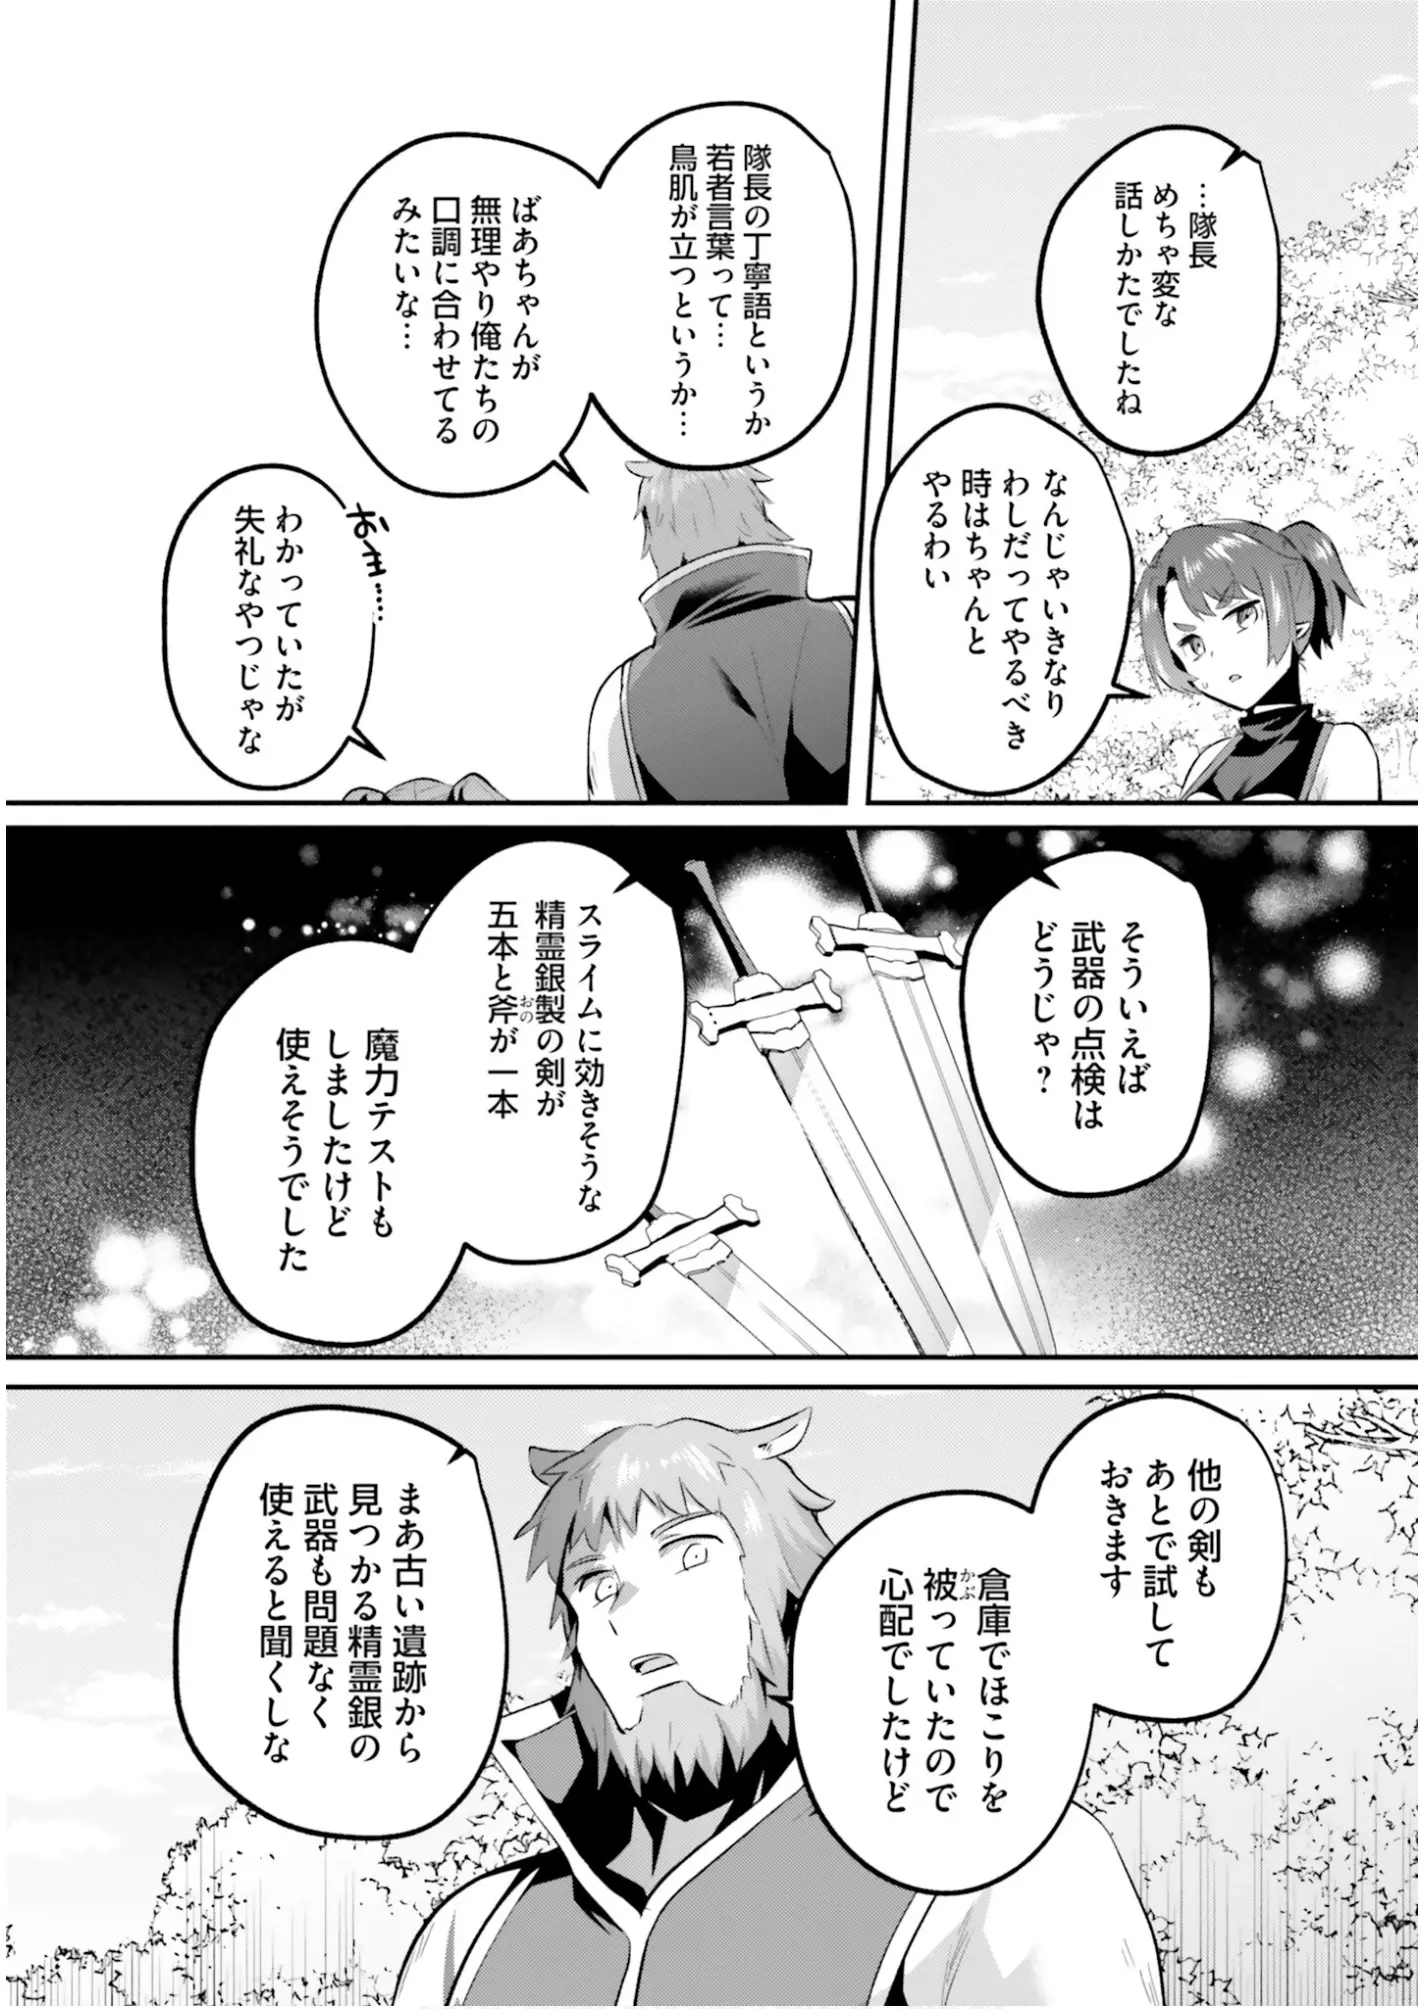 …隊長
めちゃ変な
話しかたでしたね
なんじゃいきなり
わしだってやるべき
時はちゃんと
やるわい
隊長の丁寧語というか
若者言葉って…
鳥肌が立つというか…
ばあちゃんが
無理やり俺たちの
口調に合わせてる
みたいな…
おま……
わかっていたが
失礼なやつじゃな
そういえば
武器の点検は
どうじゃ？
スライムに効きそうな
精霊銀製の剣が
五本と斧が一本
おの
魔力テストも
しましたけど
使えそうでした
他の剣も
あとで試して
おきます
倉庫でほこりを
被っていたので
かぶ
心配でしたけど
まあ古い遺跡から
見つかる精霊銀の
武器も問題なく
使えると聞くしな